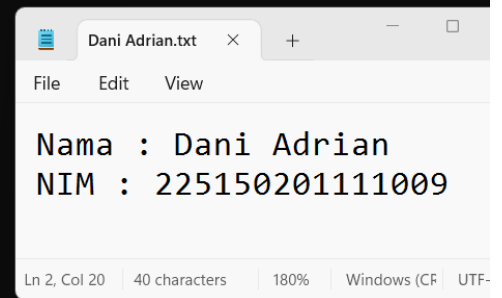 Dani Adrian.txt
File Edit View
Nama : Dani Adrian
NIM : 225150201111009
Ln 2, Col 20 40 characters 180% Windows (CR UTF-